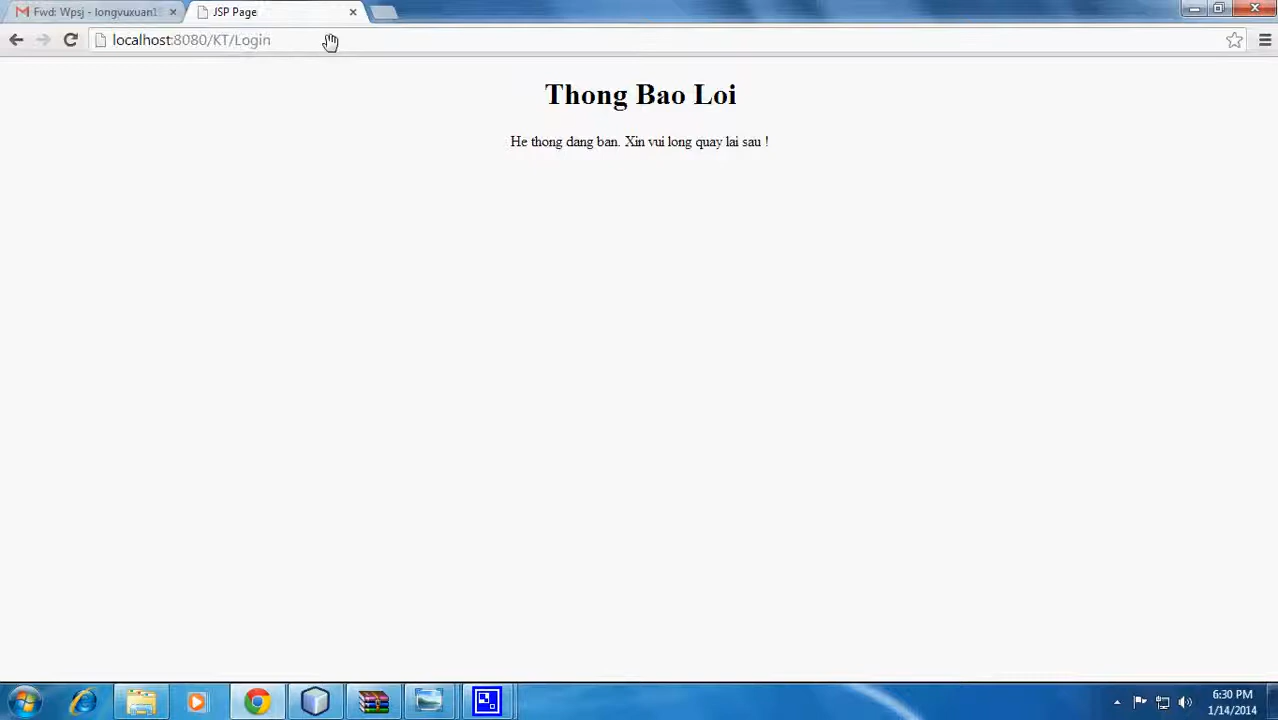 Fwd: Wpsj - longvuxuan1
JSP Page
localhost:8080/KT/Login
Thong Bao Loi
He thong dang ban. Xin vui long quay lai sau !
6:30 PM
1/14/2014